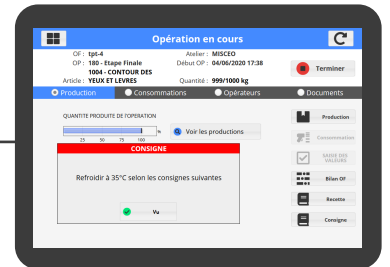 Opération en cours
OF : tpt-4 Atelier : MISCEO
OP : 180 - Etape Finale Début OP : 04/06/2020 17:38
1004 - CONTOUR DES
Article : YEUX ET LEVRES Quantité : 999/1000 kg
Terminer
Production Consommations Opérateurs Documents
QUANTITE PRODUITE DE l'OPERATION
%
25 50 75 100
Voir les productions
CONSIGNE
Refroidir à 35°C selon les consignes suivantes
Vu
Production
Consommation
SAISIE DES
VALEURS
Bilan OF
Recette
Consigne